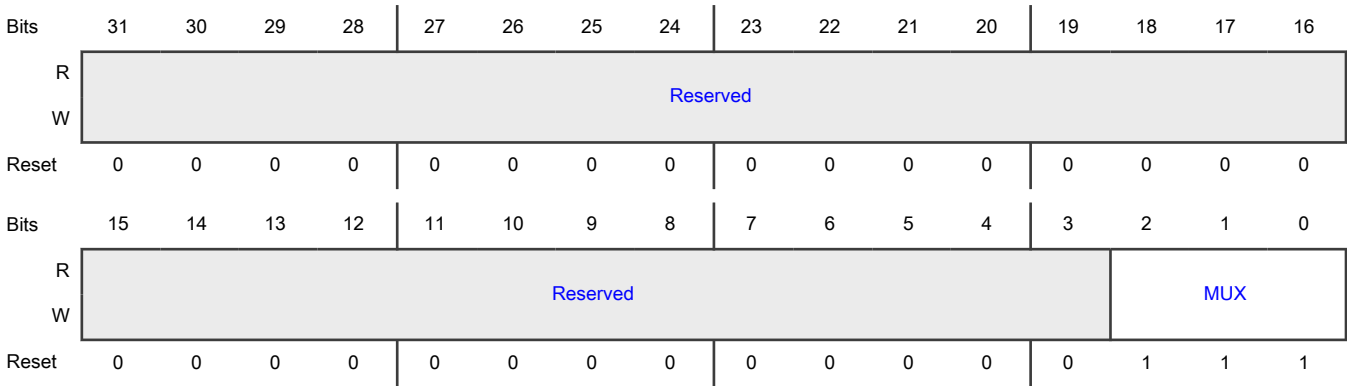 Bits 31 30 29 28 27 26 25 24 23 22 21 20 19 18 17 16
R
Reserved
W
Reset 0 0 0 0 0 0 0 0 0 0 0 0 0 0 0 0
Bits 15 14 13 12 11 10 9 8 7 6 5 4 3 2 1 0
R
Reserved MUX
W
Reset 0 0 0 0 0 0 0 0 0 0 0 0 0 1 1 1